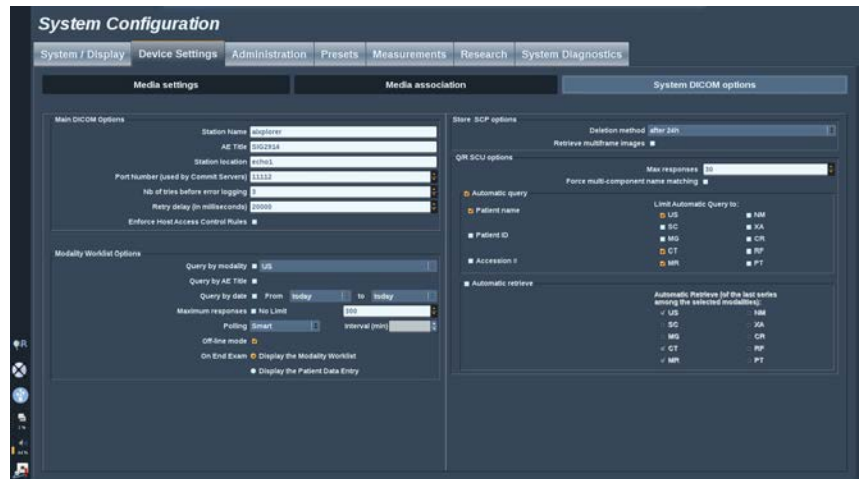 System Configuration
System / Display Device Settings Administration Presets Measurements Research System Diagnostics
Media settings Media association System DICOM options
Main DICOM Options
Station Name aixplorer
AE Title SIG2914
Station location echo1
Port Number (used by Commit Servers) 11112
Nb of tries before error logging 3
Retry delay (in milliseconds) 20000
Enforce Host Access Control Rules
Modality Worklist Options
Query by modality US
Query by AE Title
Query by date From today to today
Maximum responses No Limit 300
Polling Smart Interval (min)
Off-line mode
On End Exam Display the Modality Worklist
Display the Patient Data Entry
Store SCP options
Deletion method after 24h
Retrieve multiframe images
Q/R SCU options
Max responses 30
Force multi-component name matching
Automatic query
Limit Automatic Query to:
Patient name US NM
SC XA
Patient ID MG CR
CT RF
Accession # MR PT
Automatic retrieve
Automatic Retrieve (of the last series
among the selected modalities):
US NM
SC XA
MG CR
CT RF
MR PT
R